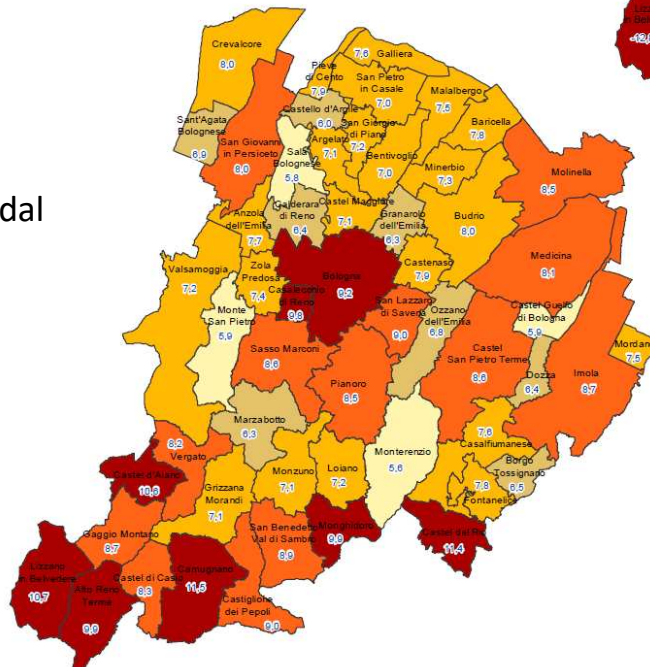 Crevalcore
8,0
Pieve
di Cento
7,9
7,6 Galliera
San Pietro
in Casale
7,0
Malalbergo
7,5
Baricella
7,8
Castello d'Argile
6,0
Sant'Agata
Bolognese
6,9
San Giovanni
in Persiceto
8,0
Argelato
7,1
San Giorgio
di Piano
7,2
Bentivoglio
7,0
Minerbio
7,3
Molinella
8,5
Sala
Bolognese
5,8
dal
Calderara
di Reno
6,4
Castel Maggiore
7,1
Granarolo
dell'Emilia
6,3
Budrio
8,0
Anzola
dell'Emilia
7,7
Valsamoggia
7,2
Zola
Predosa
7,4
Bologna
9,2
Castenaso
7,9
Medicina
8,1
Casalecchio
di Reno
9,8
San Lazzaro
di Savena
9,0
Ozzano
dell'Emilia
6,8
Castel Guelfo
di Bologna
5,9
Monte
San Pietro
5,9
Sasso Marconi
8,6
Castel
San Pietro Terme
8,6
Mordano
7,5
Dozza
6,4
Imola
8,7
Pianoro
8,5
Marzabotto
6,3
7,6
Casalfiumanese
8,2
Vergato
Monzuno
7,1
Loiano
7,2
Monterenzio
5,6
Borgo
Tossignano
6,5
Castel d'Aiano
10,8
Grizzana
Morandi
7,1
7,8
Fontanelice
Gaggio Montano
8,7
San Benedetto
Val di Sambro
8,9
Monghidoro
9,9
Castel del Rio
11,4
Lizzano
in Belvedere
10,7
Alto Reno
Terme
9,9
Castel di Casio
8,3
Camugnano
11,5
Castiglione
dei Pepoli
9,0